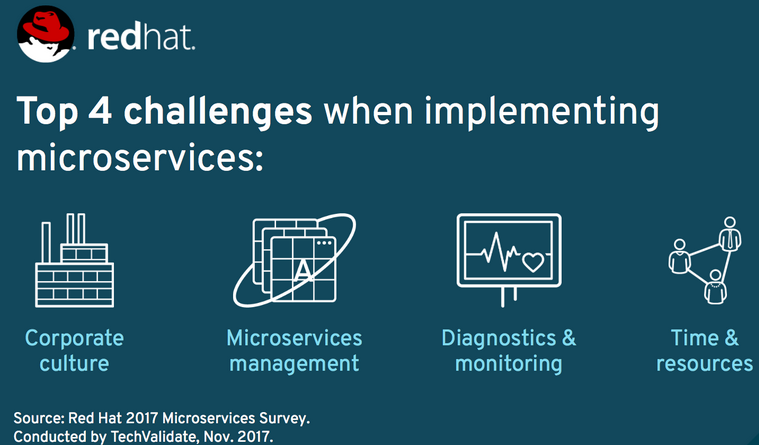 redhat.
Top 4 challenges when implementing
microservices:
A
Corporate
culture
Microservices
management
Diagnostics &
monitoring
Time &
resources
Source: Red Hat 2017 Microservices Survey.
Conducted by TechValidate, Nov. 2017.